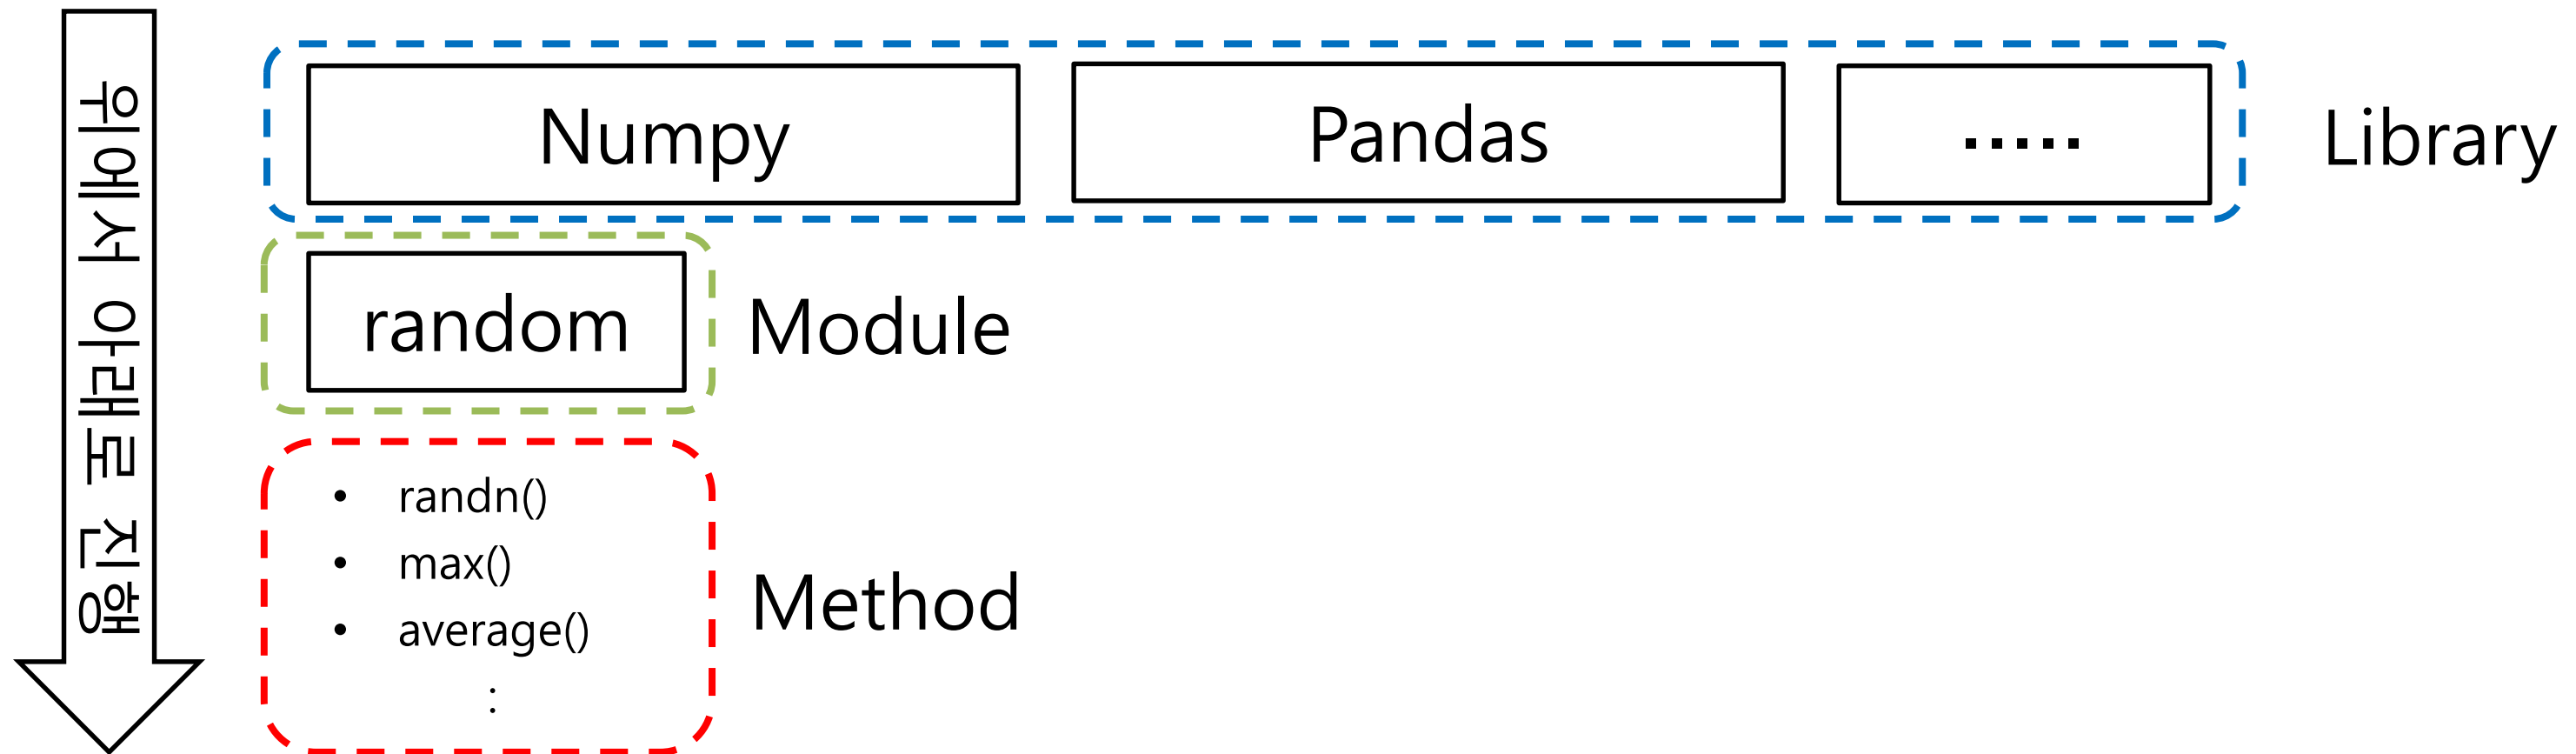 위에서 아래로 진행
Numpy
Pandas
.....
Library
random
Module
• randn()
• max()
• average()
:
Method